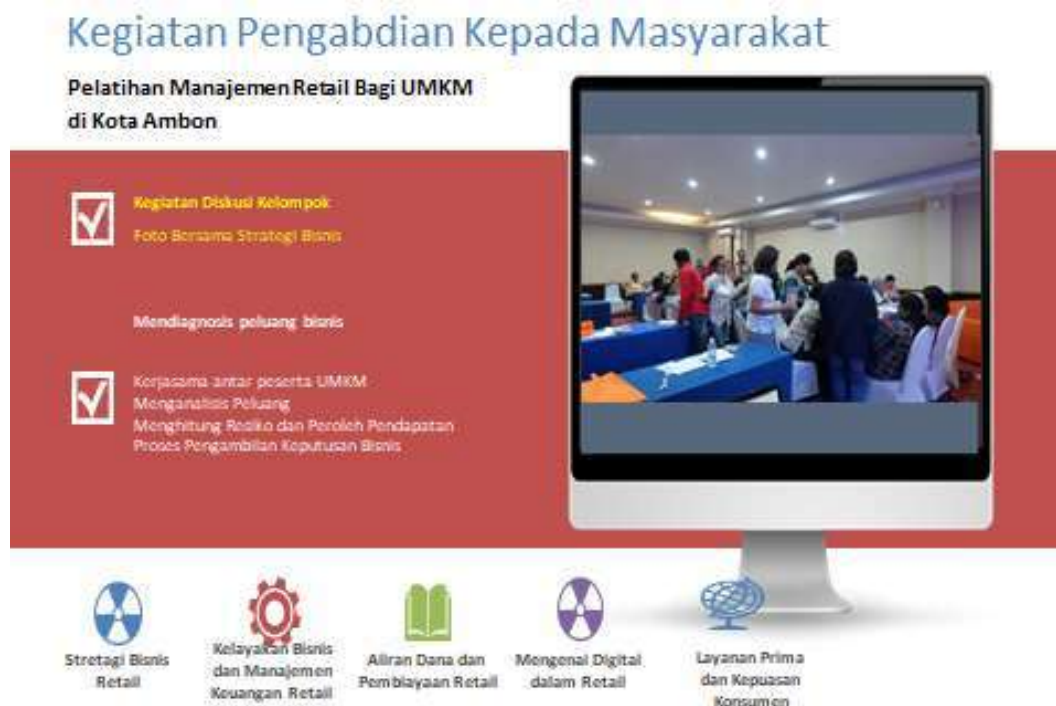 Kegiatan Pengabdian Kepada Masyarakat
Pelatihan Manajemen Retail Bagi UMKM
di Kota Ambon
Kegiatan Diskusi Kelompok
Foto Bersama Strategi Bisnis
Mendiagnosis peluang bisnis
Kerjasama antar peserta UMKM
Menganalisis Peluang
Menghitung Resiko dan Peroleh Pendapatan
Proses Pengambilan Keputusan Bisnis
Stretagi Bisnis
Retail
Kelayakan Bisnis
dan Manajemen
Keuangan Retail
Aliran Dana dan
Pembiayaan Retail
Mengenal Digital
dalam Retail
Layanan Prima
dan Kepuasan
Konsumen